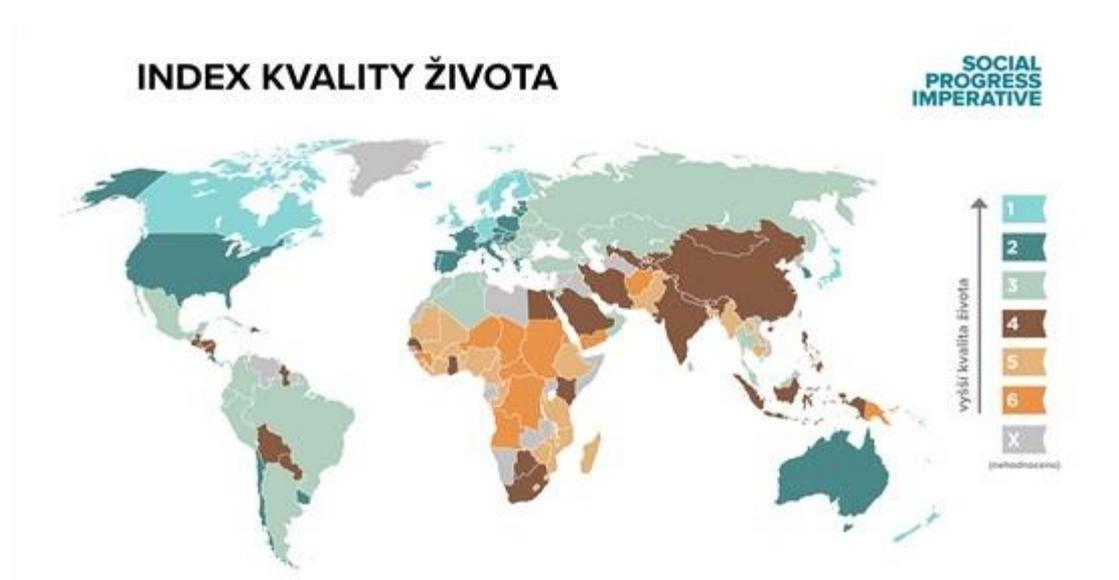 INDEX KVALITY ŽIVOTA
SOCIAL
PROGRESS
IMPERATIVE
1
2
3
4
5
6
X
(nehodnoceno)
vyšší kvalita života